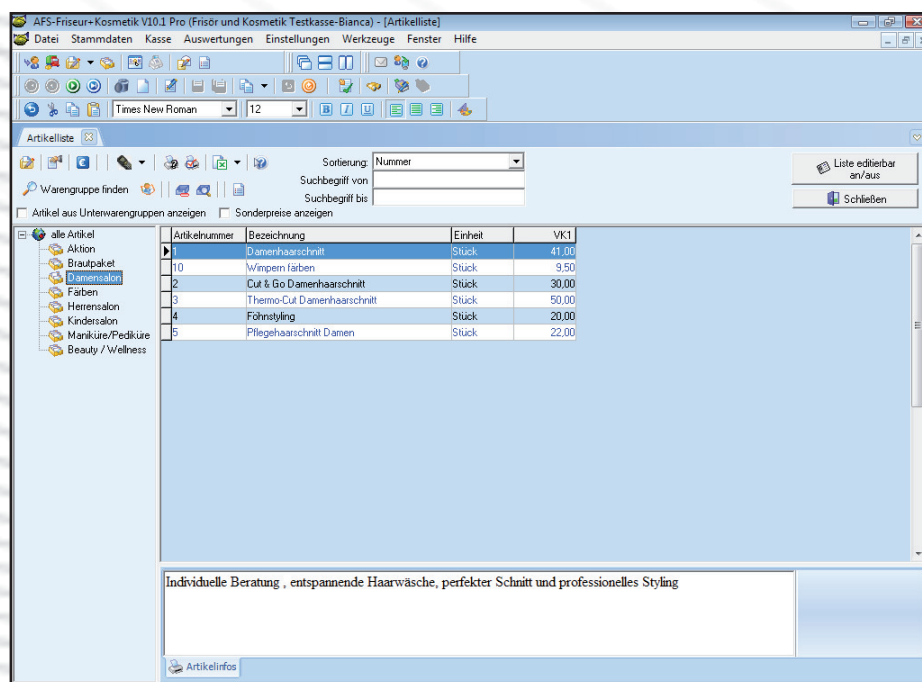 AFS-Friseur+Kosmetik V10.1 Pro (Frisör und Kosmetik Testkasse-Bianca) - [Artikelliste]
Datei Stammdaten Kasse Auswertungen Einstellungen Werkzeuge Fenster Hilfe
Times New Roman 12 B I U
Artikelliste
Sortierung: Nummer
Liste editierbar an/aus
Warengruppe finden
Suchbegriff von
Suchbegriff bis
Schließen
Artikel aus Unterwarengruppen anzeigen Sonderpreise anzeigen
alle Artikel
Aktion
Brautpaket
Damensalon
Färben
Herrensalon
Kindersalon
Maniküre/Pediküre
Beauty / Wellness
Artikelnummer Bezeichnung Einheit VK1
1 Damenhaarschnitt Stück 41,00
10 Wimpern färben Stück 9,50
2 Cut & Go Damenhaarschnitt Stück 30,00
3 Thermo-Cut Damenhaarschnitt Stück 50,00
4 Föhnstyling Stück 20,00
5 Pflegehaarschnitt Damen Stück 22,00
Individuelle Beratung , entspannende Haarwäsche, perfekter Schnitt und professionelles Styling
Artikelinfos